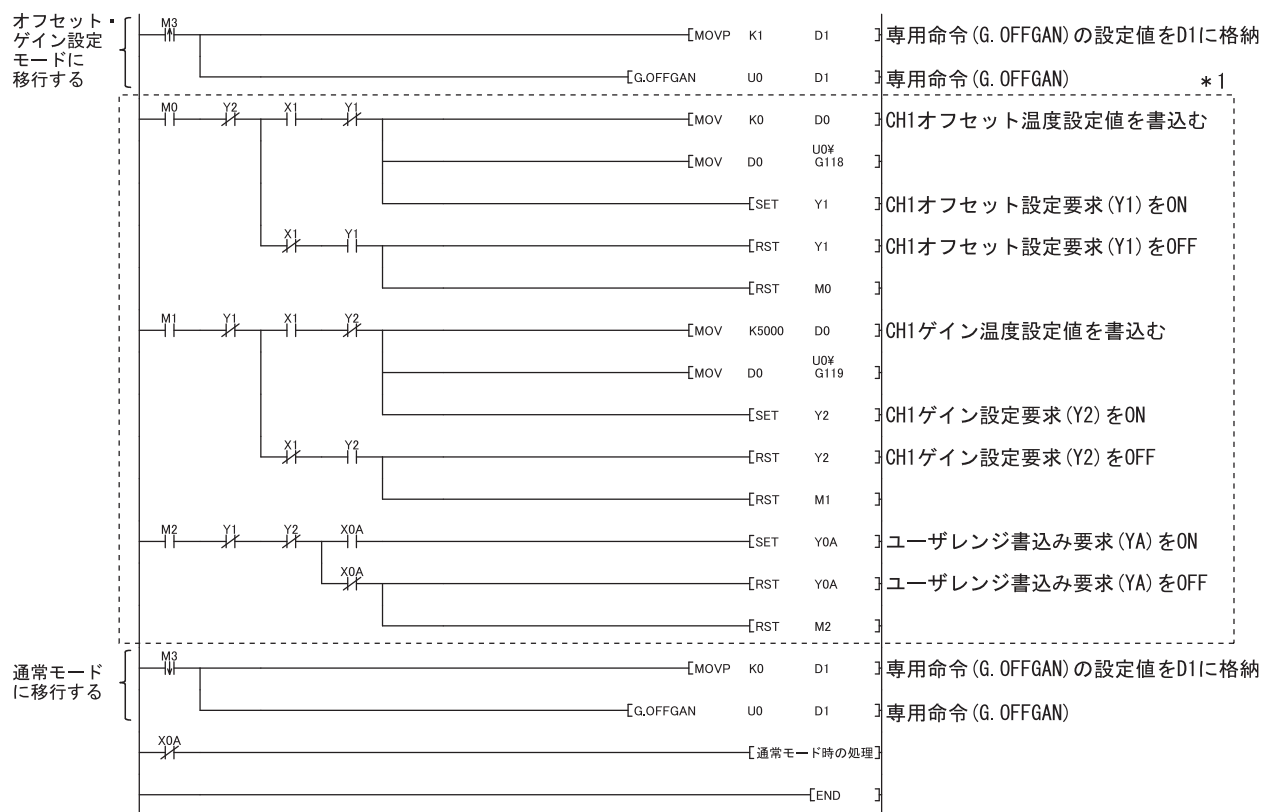 オフセット・
ゲイン設定
モードに
移行する
M3
[MOVP K1 D1 ]
専用命令(G.OFFGAN)の設定値をD1に格納
[G.OFFGAN U0 D1 ]
専用命令(G.OFFGAN)
*1
M0 Y2 X1 Y1
[MOV K0 D0 ]
CH1オフセット温度設定値を書込む
[MOV D0 U0¥
G118 ]
[SET Y1 ]
CH1オフセット設定要求(Y1)をON
X1 Y1
[RST Y1 ]
CH1オフセット設定要求(Y1)をOFF
[RST M0 ]
M1 Y1 X1 Y2
[MOV K5000 D0 ]
CH1ゲイン温度設定値を書込む
[MOV D0 U0¥
G119 ]
[SET Y2 ]
CH1ゲイン設定要求(Y2)をON
X1 Y2
[RST Y2 ]
CH1ゲイン設定要求(Y2)をOFF
[RST M1 ]
M2 Y1 Y2 X0A
[SET Y0A ]
ユーザレンジ書込み要求(YA)をON
X0A
[RST Y0A ]
ユーザレンジ書込み要求(YA)をOFF
[RST M2 ]
通常モード
に移行する
M3
[MOVP K0 D1 ]
専用命令(G.OFFGAN)の設定値をD1に格納
[G.OFFGAN U0 D1 ]
専用命令(G.OFFGAN)
X0A
[通常モード時の処理]
[END ]